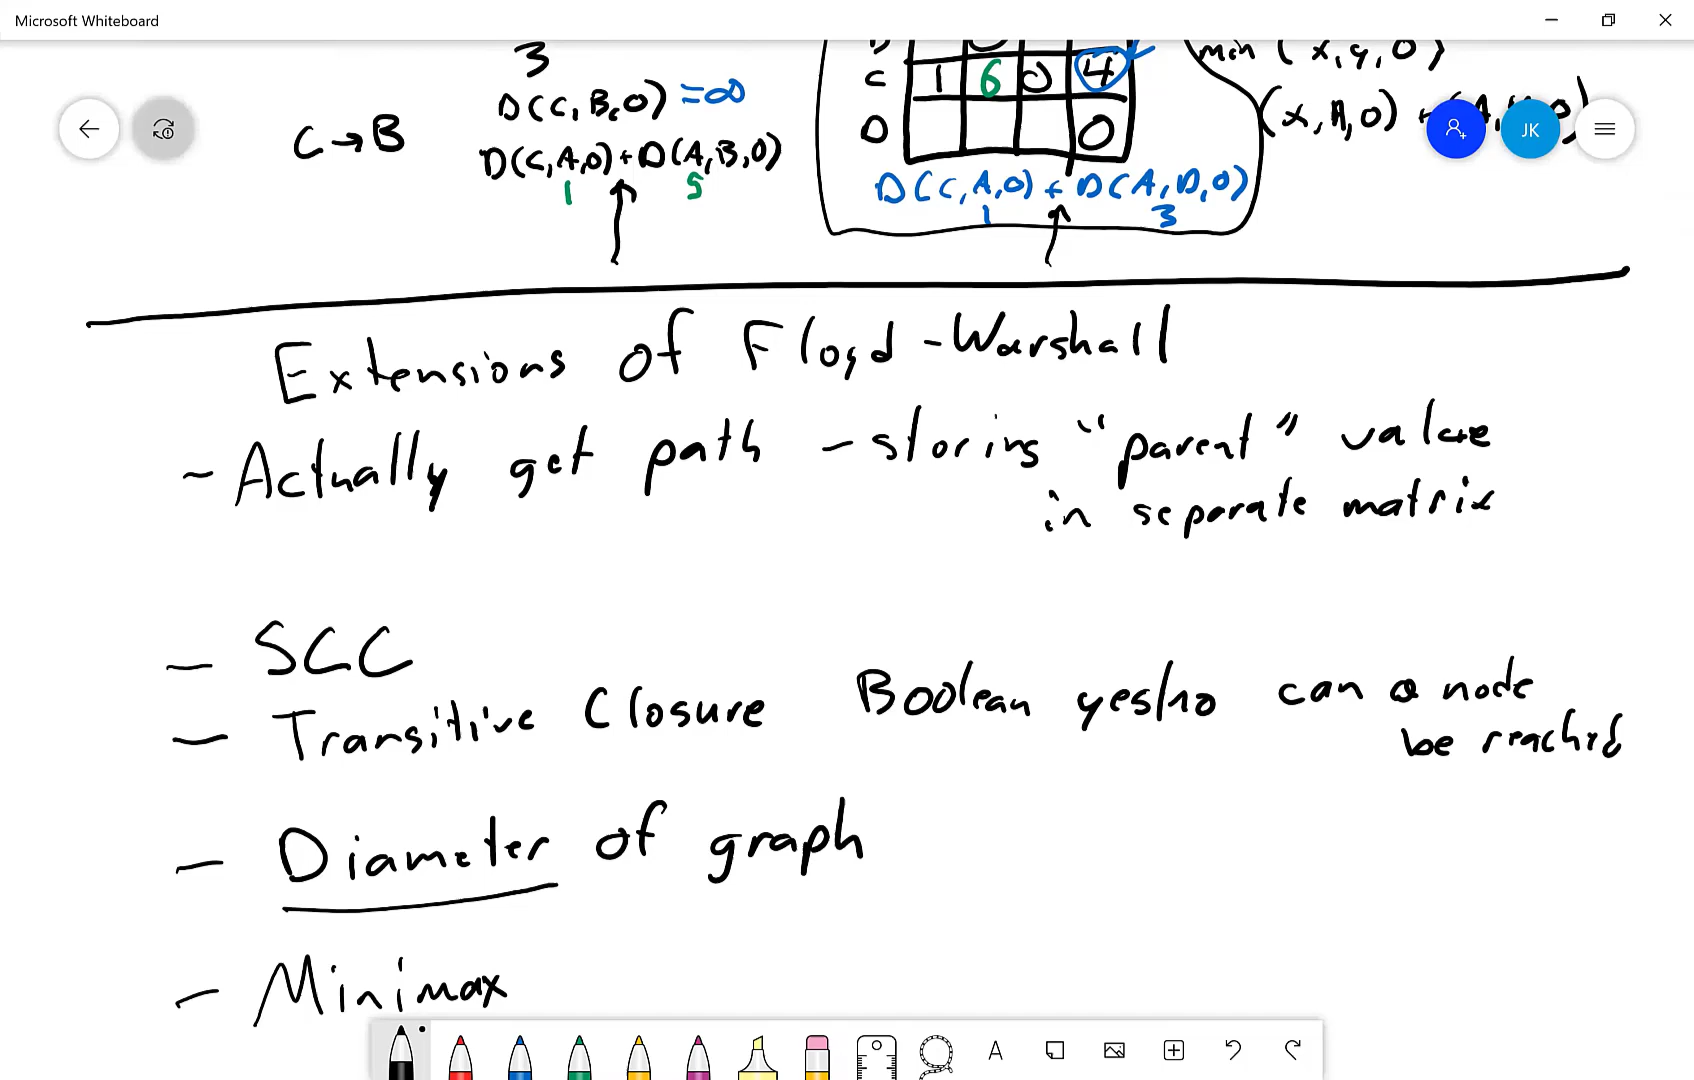 Microsoft Whiteboard
3
D(C,B,0) =∞
C→B
D(C,A,0)+D(A,B,0)
1 5
min ( x,y,0 )
C 1 6 0 4
D 0
(x,A,0) +
JK
D(C,A,0) + D(A,D,0)
1 3
Extensions of Floyd-Warshall
- Actually get path - storing "parent" value
in separate matrix
- SCC
- Transitive Closure Boolean yes/no can a node
be reached
- Diameter of graph
- Minimax
A